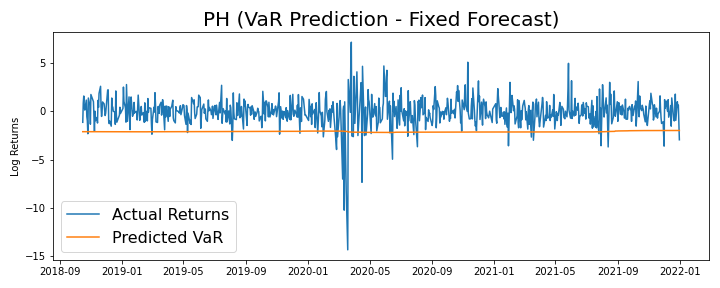 PH (VaR Prediction - Fixed Forecast)
Log Returns
5
0
−5
−10
−15
Actual Returns
Predicted VaR
2018-09 2019-01 2019-05 2019-09 2020-01 2020-05 2020-09 2021-01 2021-05 2021-09 2022-01